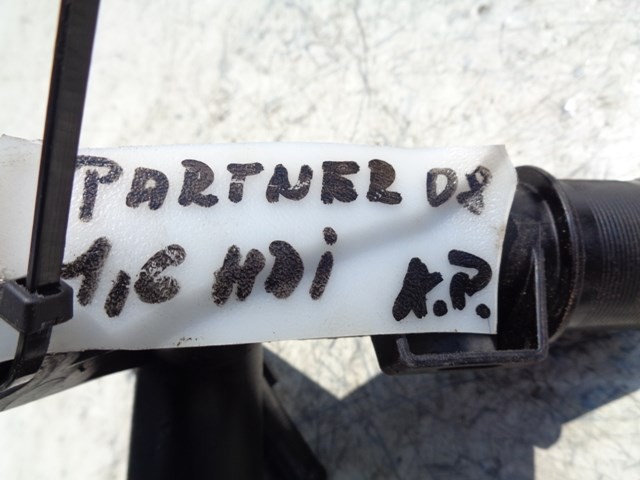 PARTNER 08
1,6 HDi A.P.